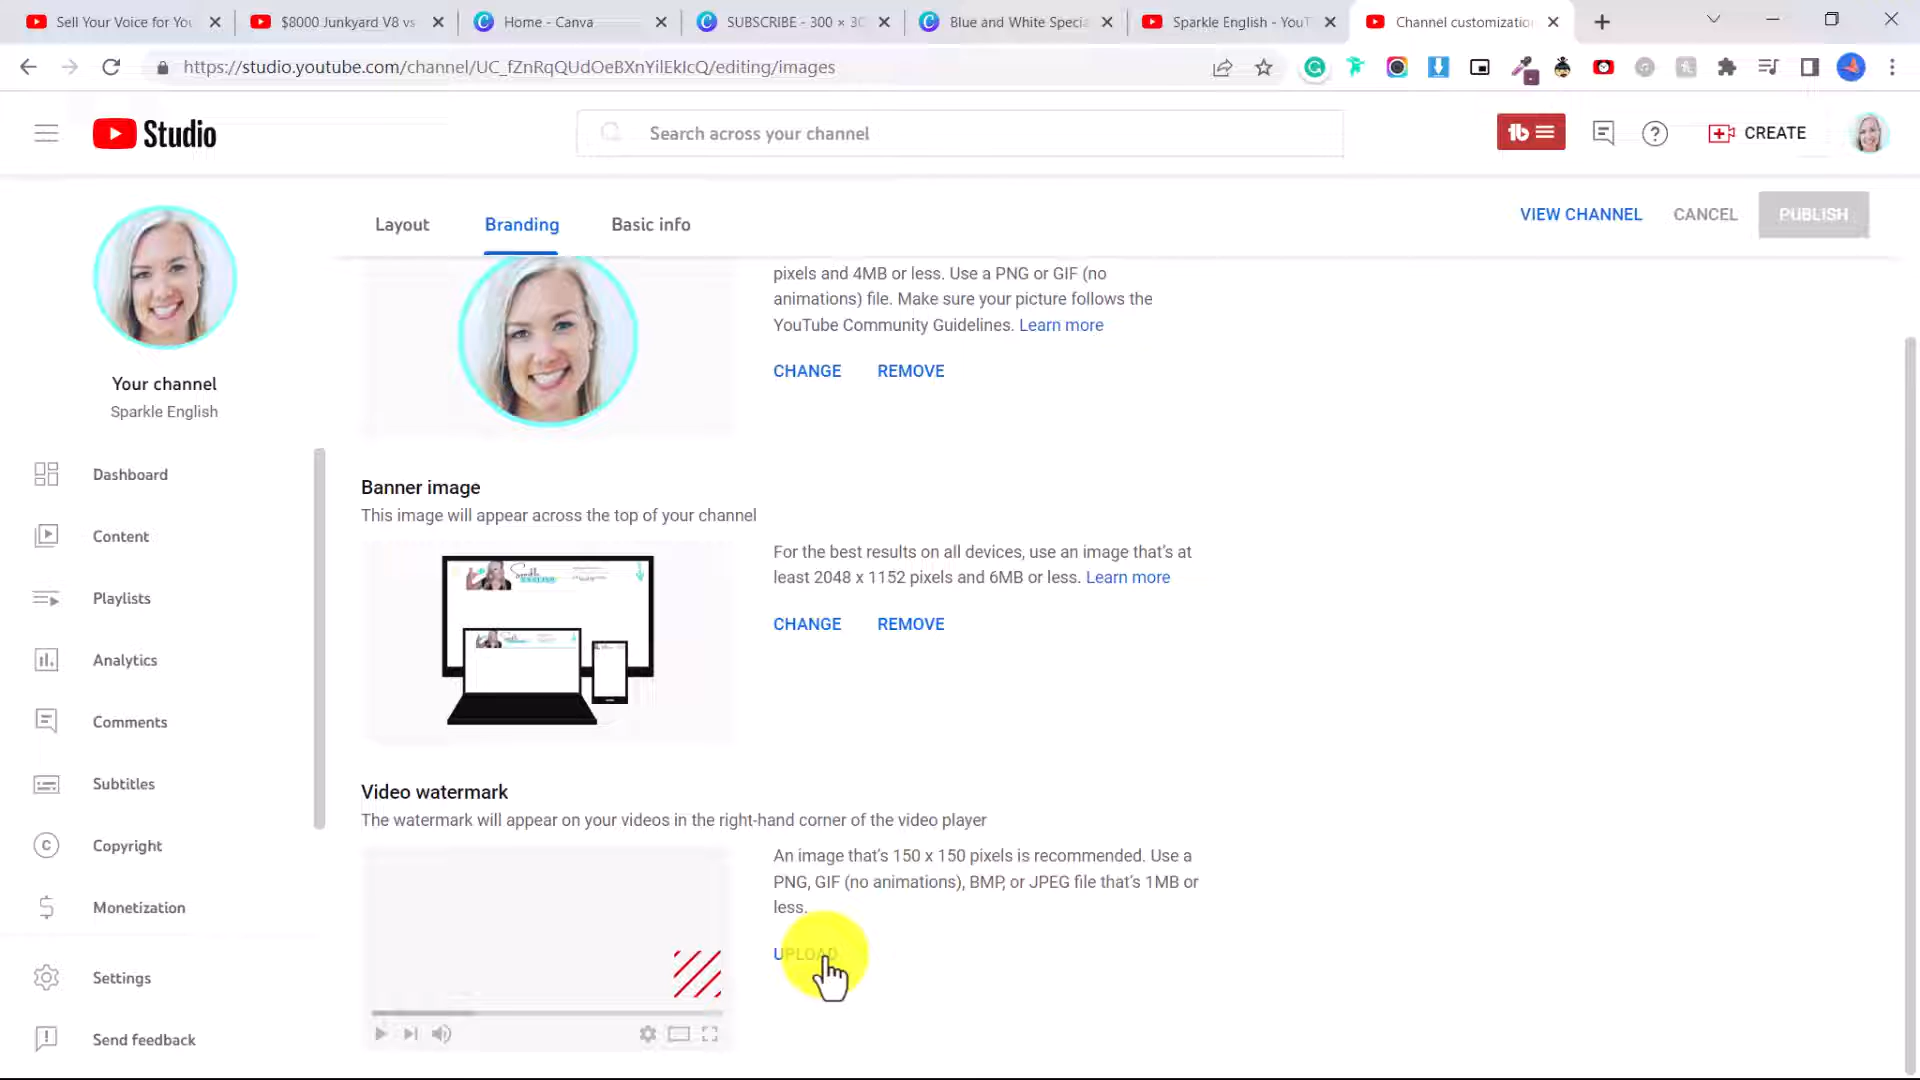 Sell Your Voice for You
$8000 Junkyard V8 vs
Home - Canva
SUBSCRIBE - 300 × 30
Blue and White Specia
Sparkle English - YouT
Channel customizatio
https://studio.youtube.com/channel/UC_fZnRqQUdOeBXnYilEkIcQ/editing/images
Studio
Search across your channel
tb
CREATE
Layout
Branding
Basic info
VIEW CHANNEL
CANCEL
PUBLISH
Your channel
Sparkle English
Dashboard
Content
Playlists
Analytics
Comments
Subtitles
Copyright
Monetization
Settings
Send feedback
pixels and 4MB or less. Use a PNG or GIF (no
animations) file. Make sure your picture follows the
YouTube Community Guidelines. Learn more
CHANGE REMOVE
Banner image
This image will appear across the top of your channel
For the best results on all devices, use an image that's at
least 2048 x 1152 pixels and 6MB or less. Learn more
CHANGE REMOVE
Video watermark
The watermark will appear on your videos in the right-hand corner of the video player
An image that's 150 x 150 pixels is recommended. Use a
PNG, GIF (no animations), BMP, or JPEG file that's 1MB or
less.
UPLOAD